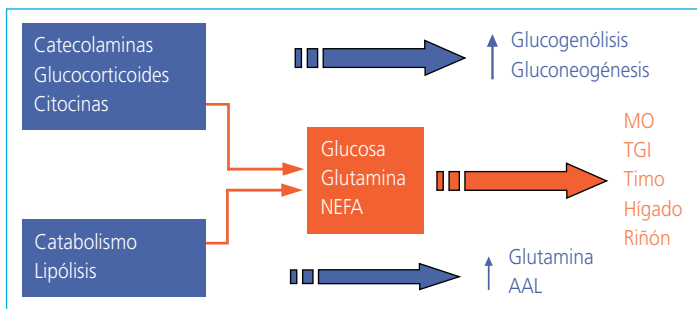 Catecolaminas
Glucocorticoides
Citocinas
Glucogenólisis
Gluconeogénesis
Glucosa
Glutamina
NEFA
MO
TGI
Timo
Hígado
Riñón
Catabolismo
Lipólisis
Glutamina
AAL